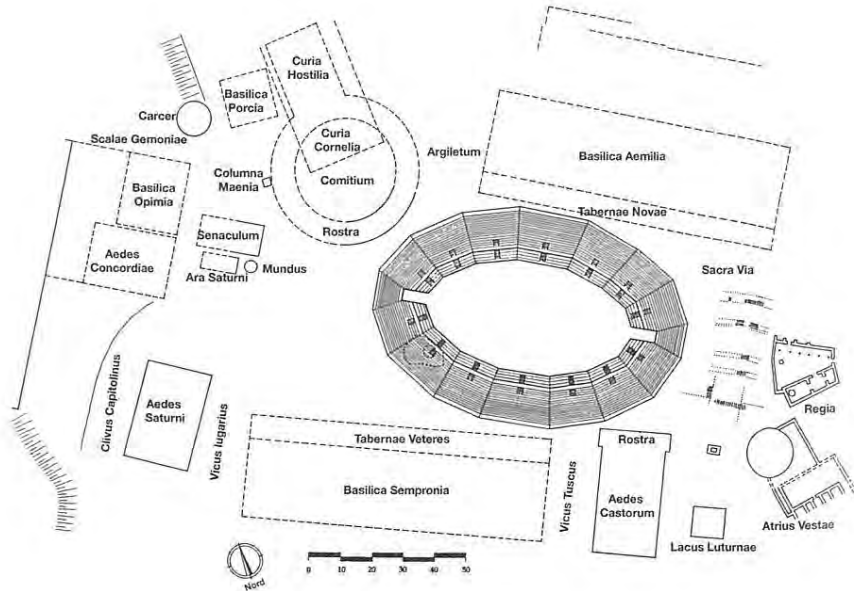 Curia
Hostilia
Basilica
Porcia
Carcer
Scalae Gemoniae
Curia
Cornelia
Argiletum
Basilica Aemilia
Columna
Maenia
Comitium
Basilica
Opimia
Tabernae Novae
Senaculum
Rostra
Aedes
Concordiae
Mundus
Ara Saturni
Sacra Via
Clivus Capitolinus
Aedes
Saturni
Vicus Iugarius
Regia
Tabernae Veteres
Rostra
Basilica Sempronia
Vicus Tuscus
Aedes
Castorum
Atrius Vestae
Lacus Luturnae
Nord
0 10 20 30 40 50